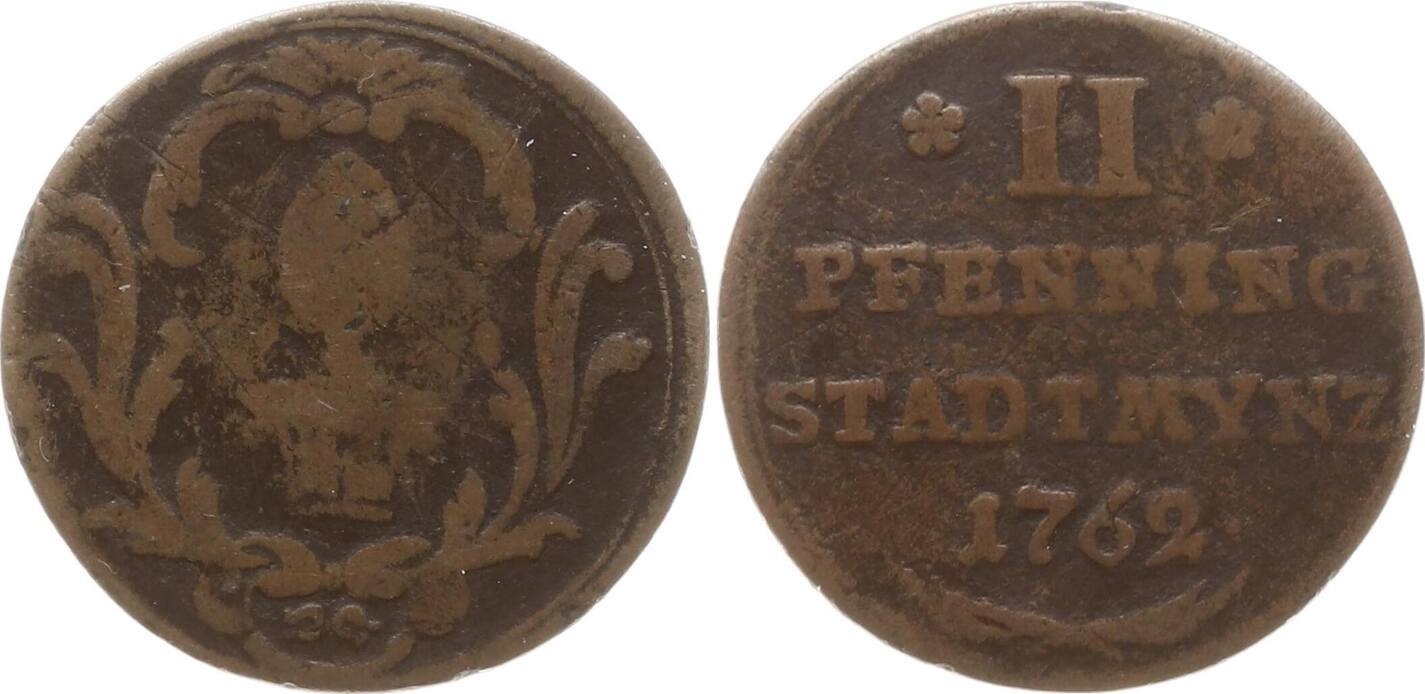 II
PFENNING
STADTMYNZ
1762